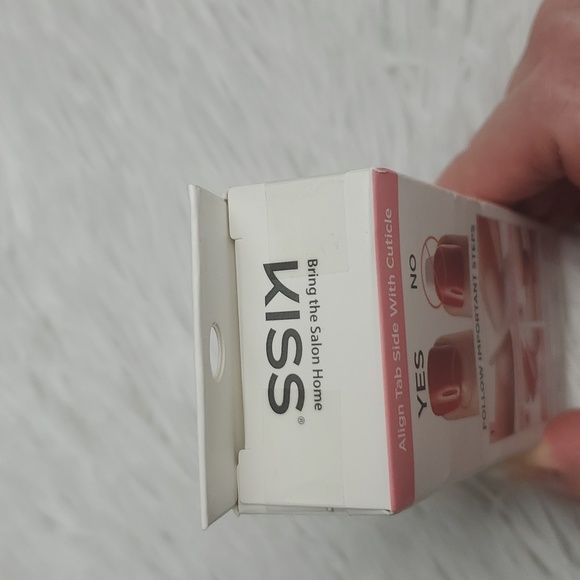 KISS®
Bring the Salon Home
Align Tab Side With Cuticle
YES NO
FOLLOW IMPORTANT STEPS